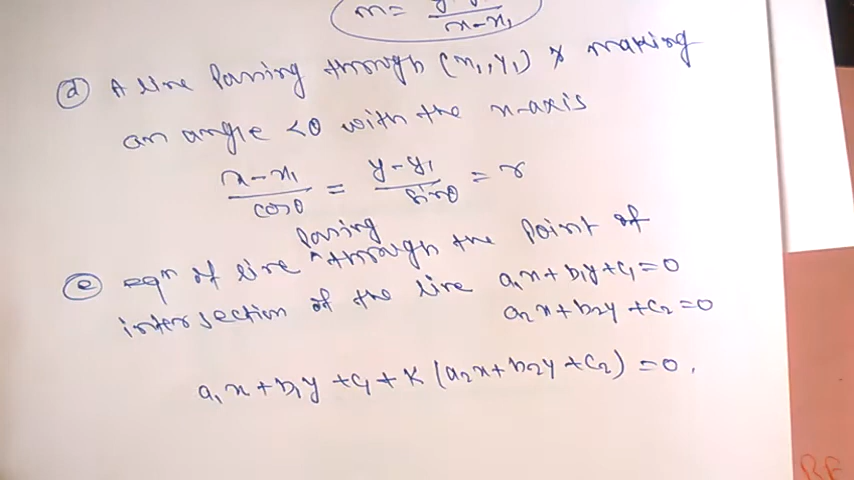 m = y-y₁/x-x₁
(d) A line Passing through (x₁, y₁) & making
an angle <θ with the x-axis
x-x₁/cosθ = y-y₁/sinθ = r
(e) eqⁿ of line ^Passing through the Point of
intersection of the line a₁x+b₁y+c₁=0
a₂x+b₂y+c₂=0
a₁x+b₁y+c₁+K(a₂x+b₂y+c₂)=0.